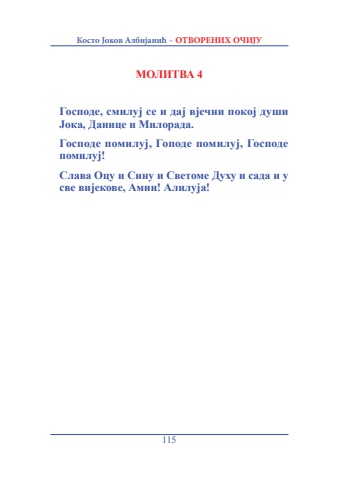 Косто Јоков Албијанић – ОТВОРЕНИХ ОЧИЈУ
МОЛИТВА 4
Господе, смилуј се и дај вјечни покој души
Јока, Данице и Милорада.
Господе помилуј, Гоподе помилуј, Господе
помилуј!
Слава Оцу и Сину и Светоме Духу и сада и у
све вијекове, Амин! Алилуја!
115